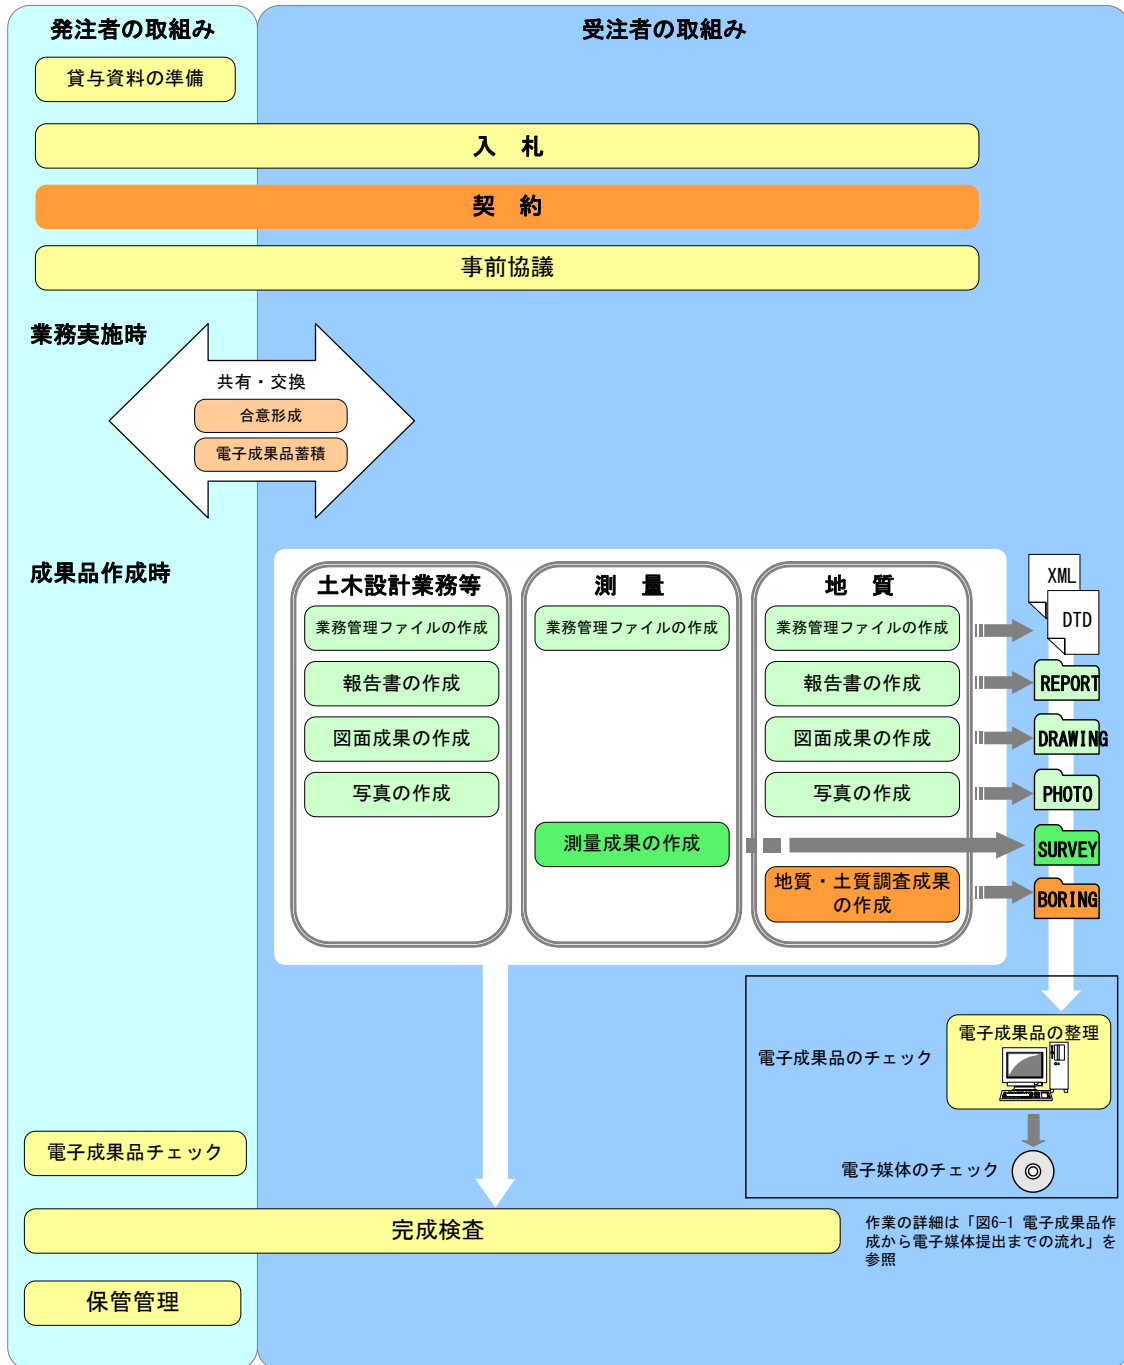 発注者の取組み
受注者の取組み
貸与資料の準備
入　札
契　約
事前協議
業務実施時
共有・交換
合意形成
電子成果品蓄積
成果品作成時
土木設計業務等
業務管理ファイルの作成
報告書の作成
図面成果の作成
写真の作成
測　量
業務管理ファイルの作成
測量成果の作成
地　質
業務管理ファイルの作成
報告書の作成
図面成果の作成
写真の作成
地質・土質調査成果
の作成
XML
DTD
REPORT
DRAWING
PHOTO
SURVEY
BORING
電子成果品の整理
電子成果品のチェック
電子媒体のチェック
電子成果品チェック
完成検査
作業の詳細は「図6-1 電子成果品作
成から電子媒体提出までの流れ」を
参照
保管管理